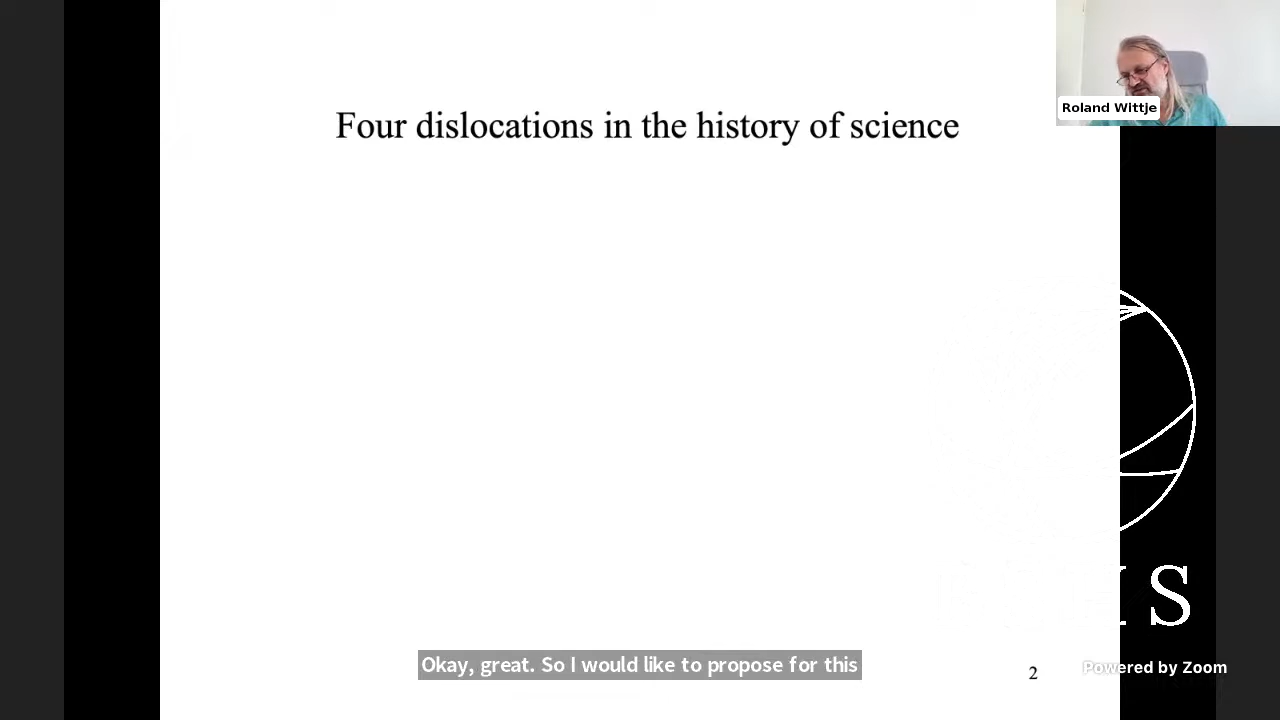 Roland Wittje
Four dislocations in the history of science
S
Okay, great. So I would like to propose for this
2
Powered by Zoom